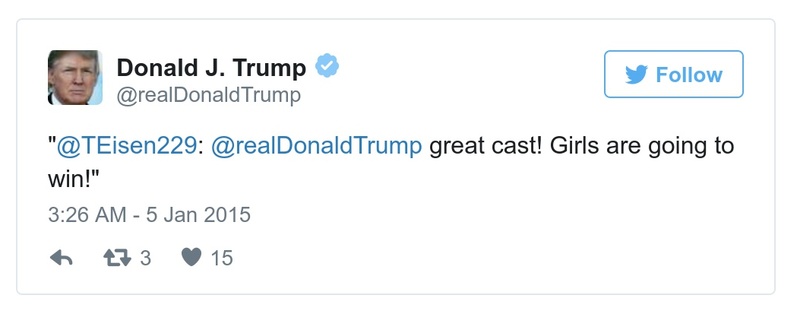 Donald J. Trump
@realDonaldTrump
Follow
"@TEisen229: @realDonaldTrump great cast! Girls are going to
win!"
3:26 AM - 5 Jan 2015
3 15